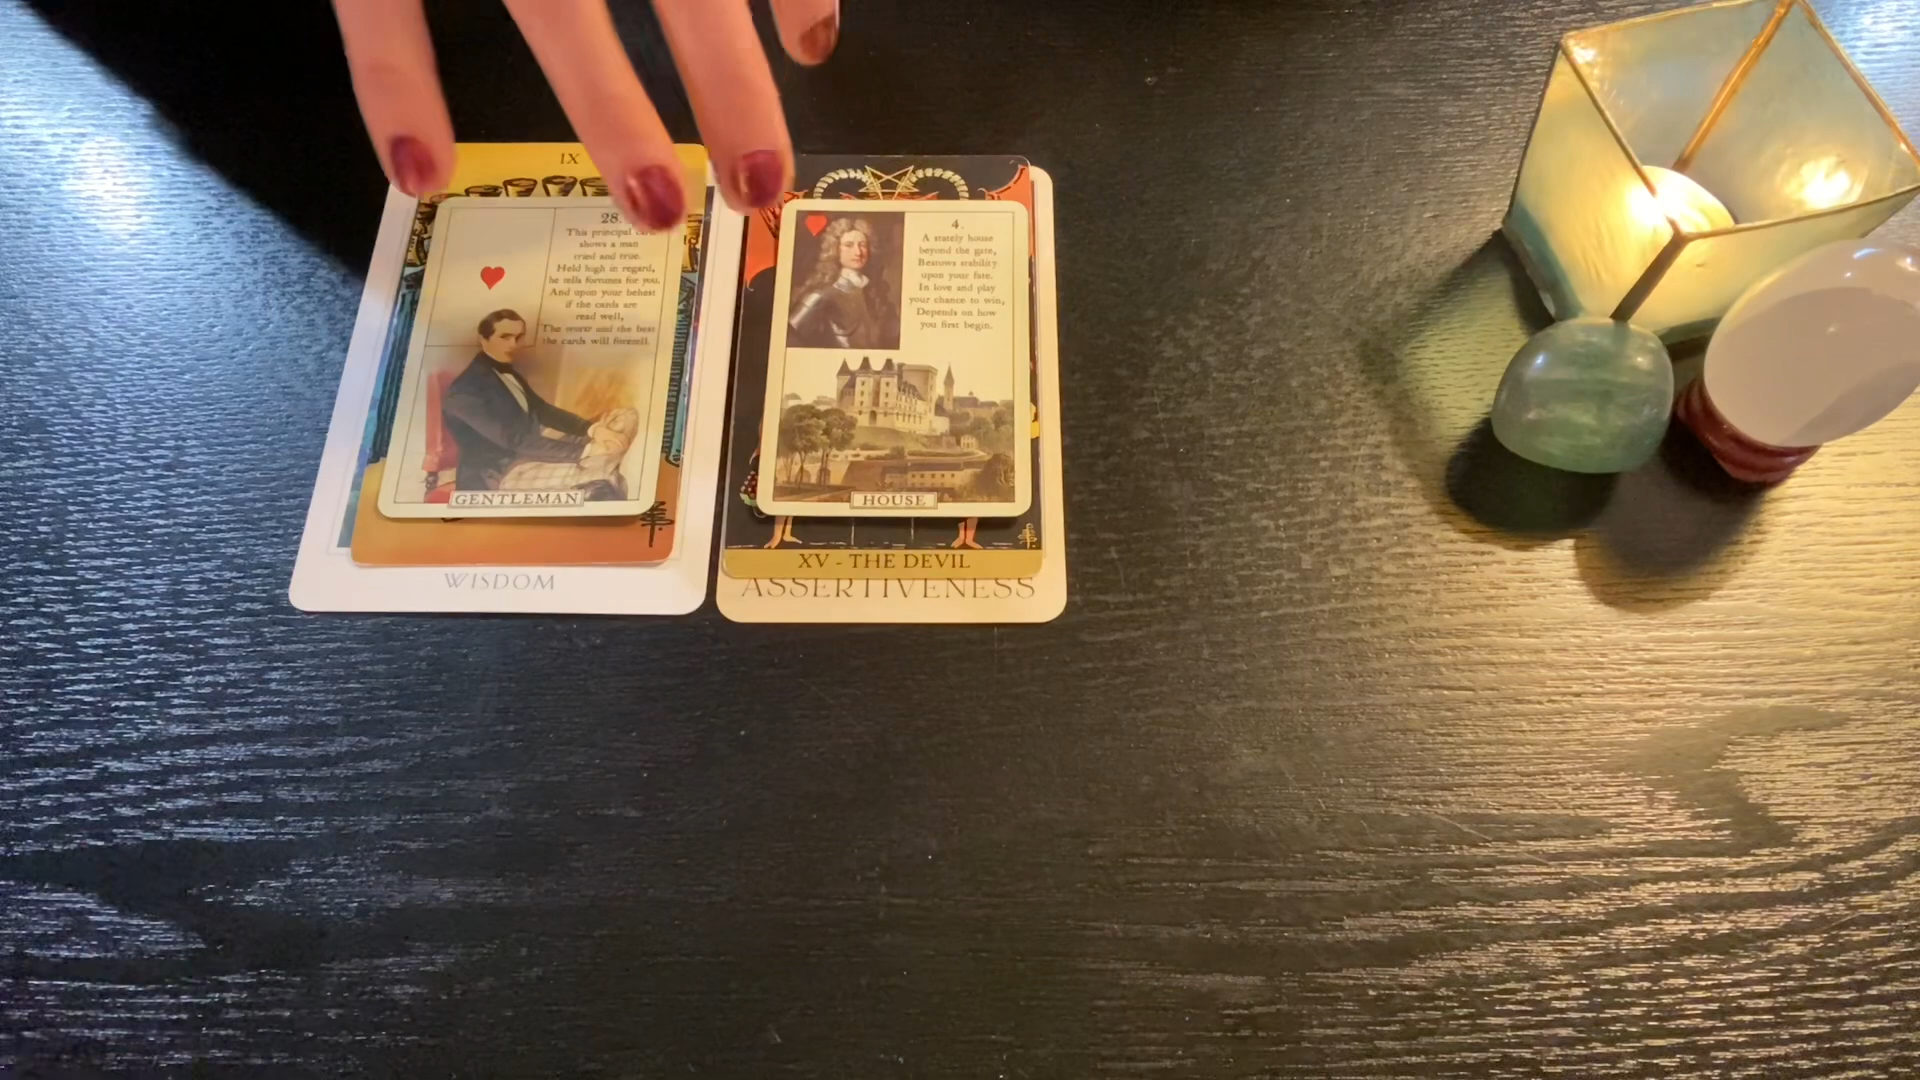 IX
28.
This principal card
shows a man
tried and true.
Held high in regard,
he tells fortunes for you.
And upon your behest
if the cards are
read well,
The worst and the best
the cards will foretell.
GENTLEMAN
WISDOM
4.
A stately house
beyond the gate,
Bestows stability
upon your fate.
In love and play
your chance to win,
Depends on how
you first begin.
HOUSE
XV - THE DEVIL
ASSERTIVENESS